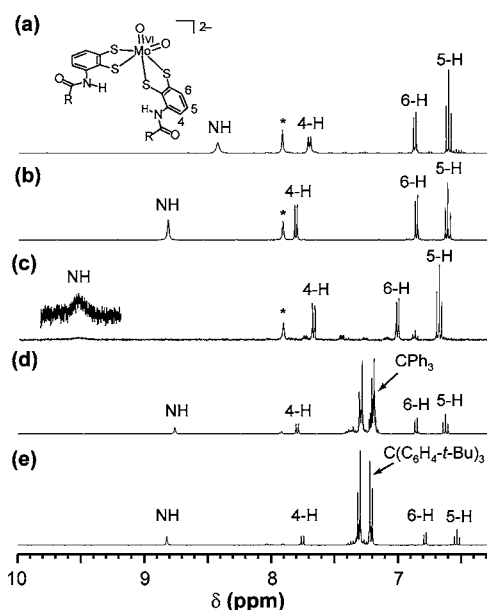 (a)
O
O
2–
VI
Mo
S
S
S
S
N
H
O
R
6
5
4
H
N
R
O
NH
*
4-H
6-H
5-H
(b)
NH
*
4-H
6-H
5-H
(c)
NH
*
4-H
6-H
5-H
(d)
NH
4-H
CPh3
6-H
5-H
(e)
NH
4-H
C(C6H4-t-Bu)3
6-H
5-H
10 9 8 7
δ (ppm)